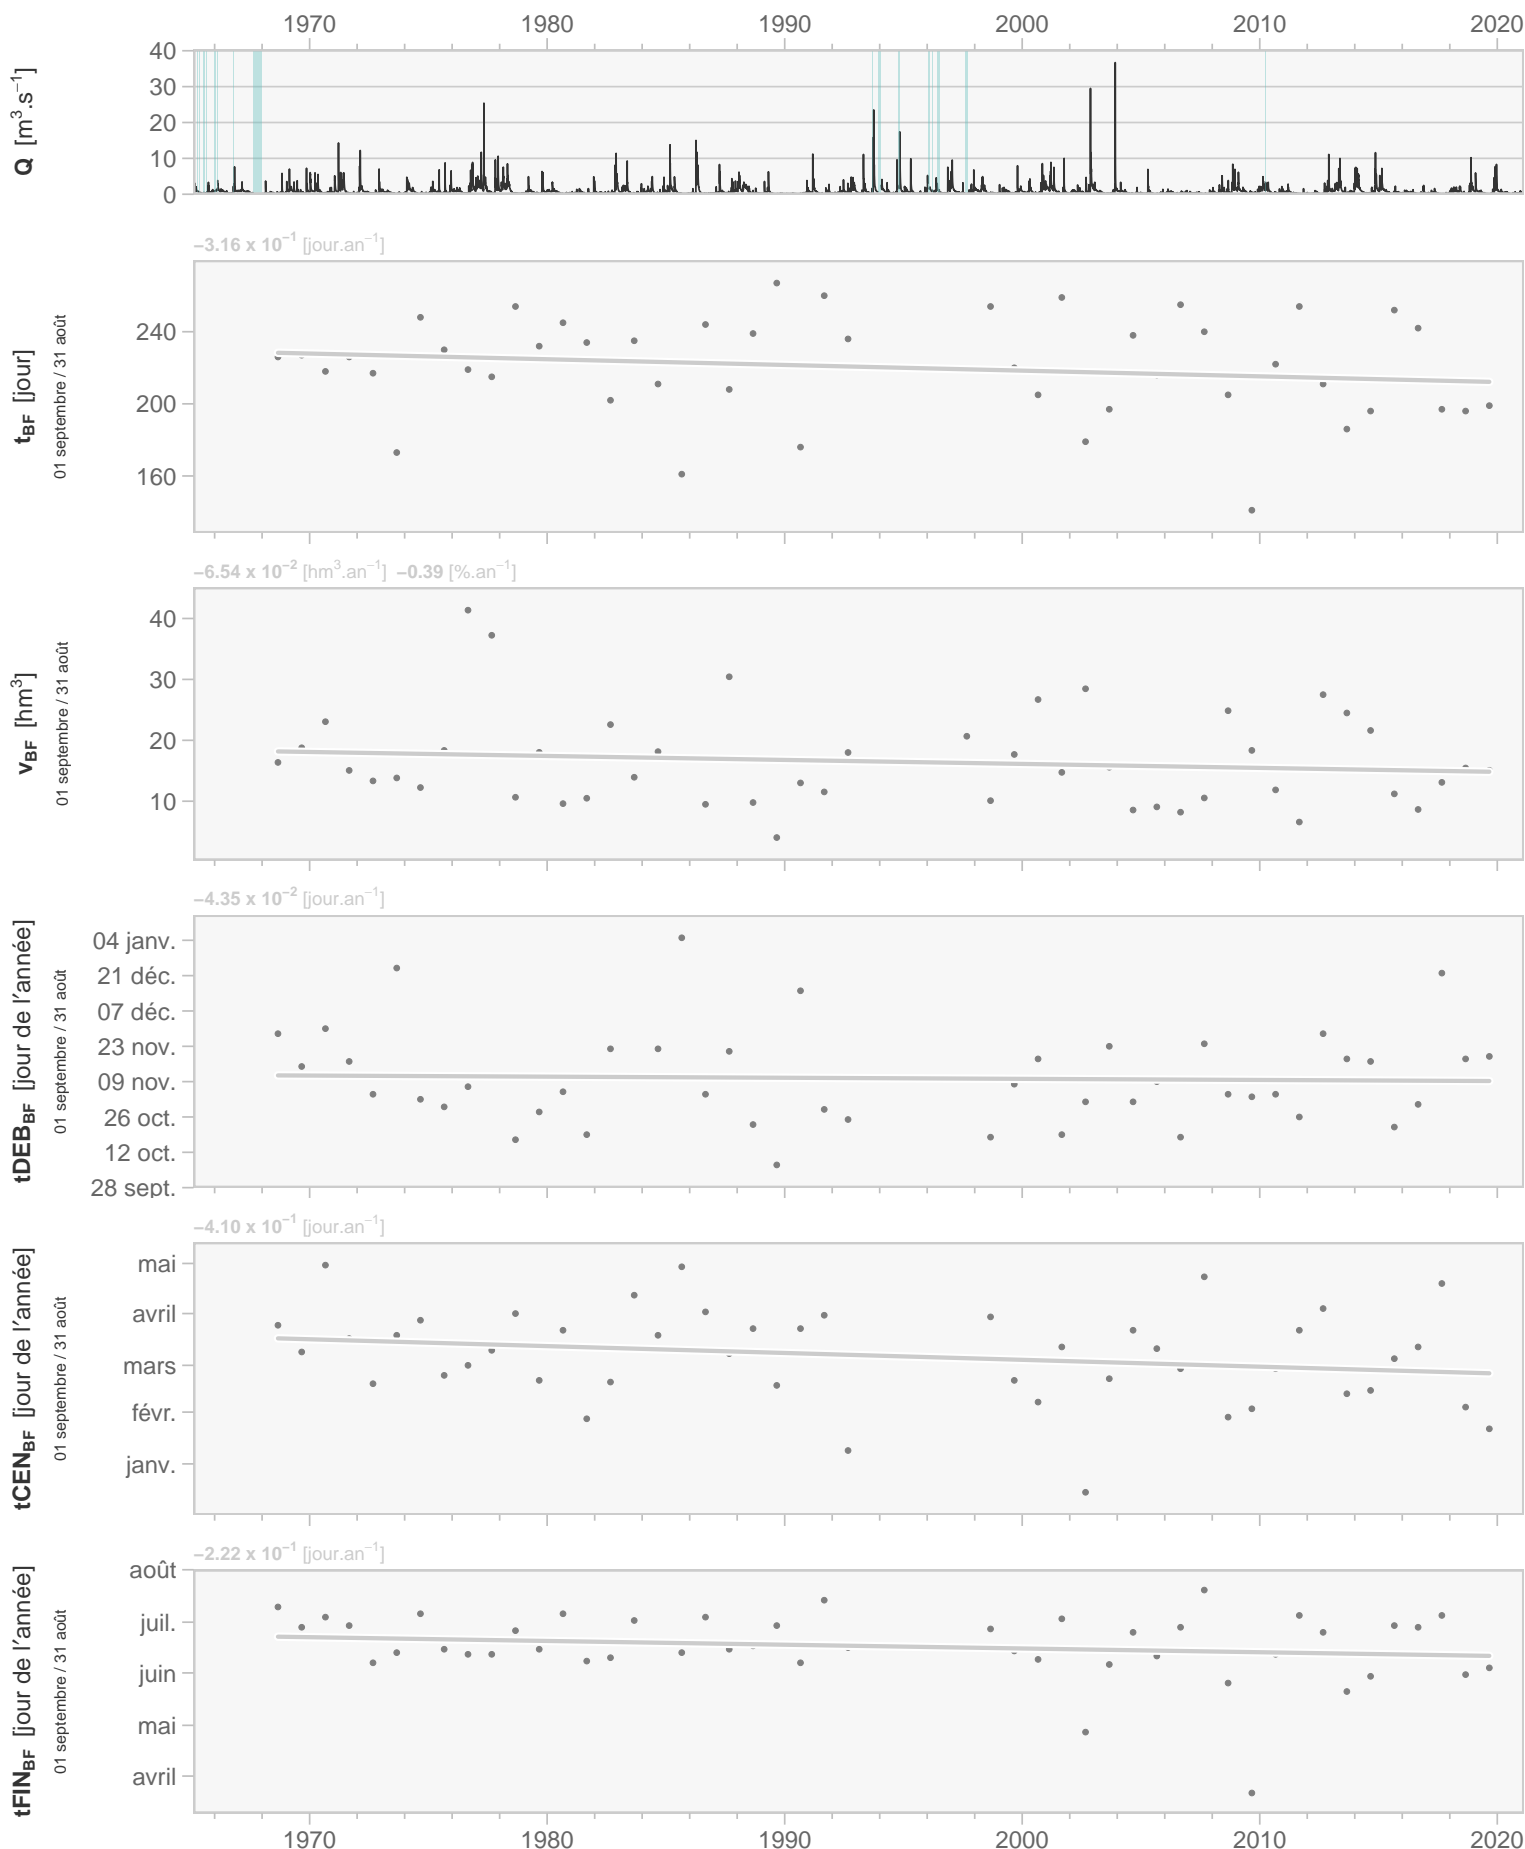 1970 1980 1990 2000 2010 2020
Q [m³.s⁻¹]
40
30
20
10
0
−3.16 x 10⁻¹ [jour.an⁻¹]
tBF [jour]
01 septembre / 31 août
240
200
160
−6.54 x 10⁻² [hm³.an⁻¹] −0.39 [%.an⁻¹]
vBF [hm³]
01 septembre / 31 août
40
30
20
10
−4.35 x 10⁻² [jour.an⁻¹]
tDEBBF [jour de l'année]
01 septembre / 31 août
04 janv.
21 déc.
07 déc.
23 nov.
09 nov.
26 oct.
12 oct.
28 sept.
−4.10 x 10⁻¹ [jour.an⁻¹]
tCENBF [jour de l'année]
01 septembre / 31 août
mai
avril
mars
févr.
janv.
−2.22 x 10⁻¹ [jour.an⁻¹]
tFINBF [jour de l'année]
01 septembre / 31 août
août
juil.
juin
mai
avril
1970 1980 1990 2000 2010 2020